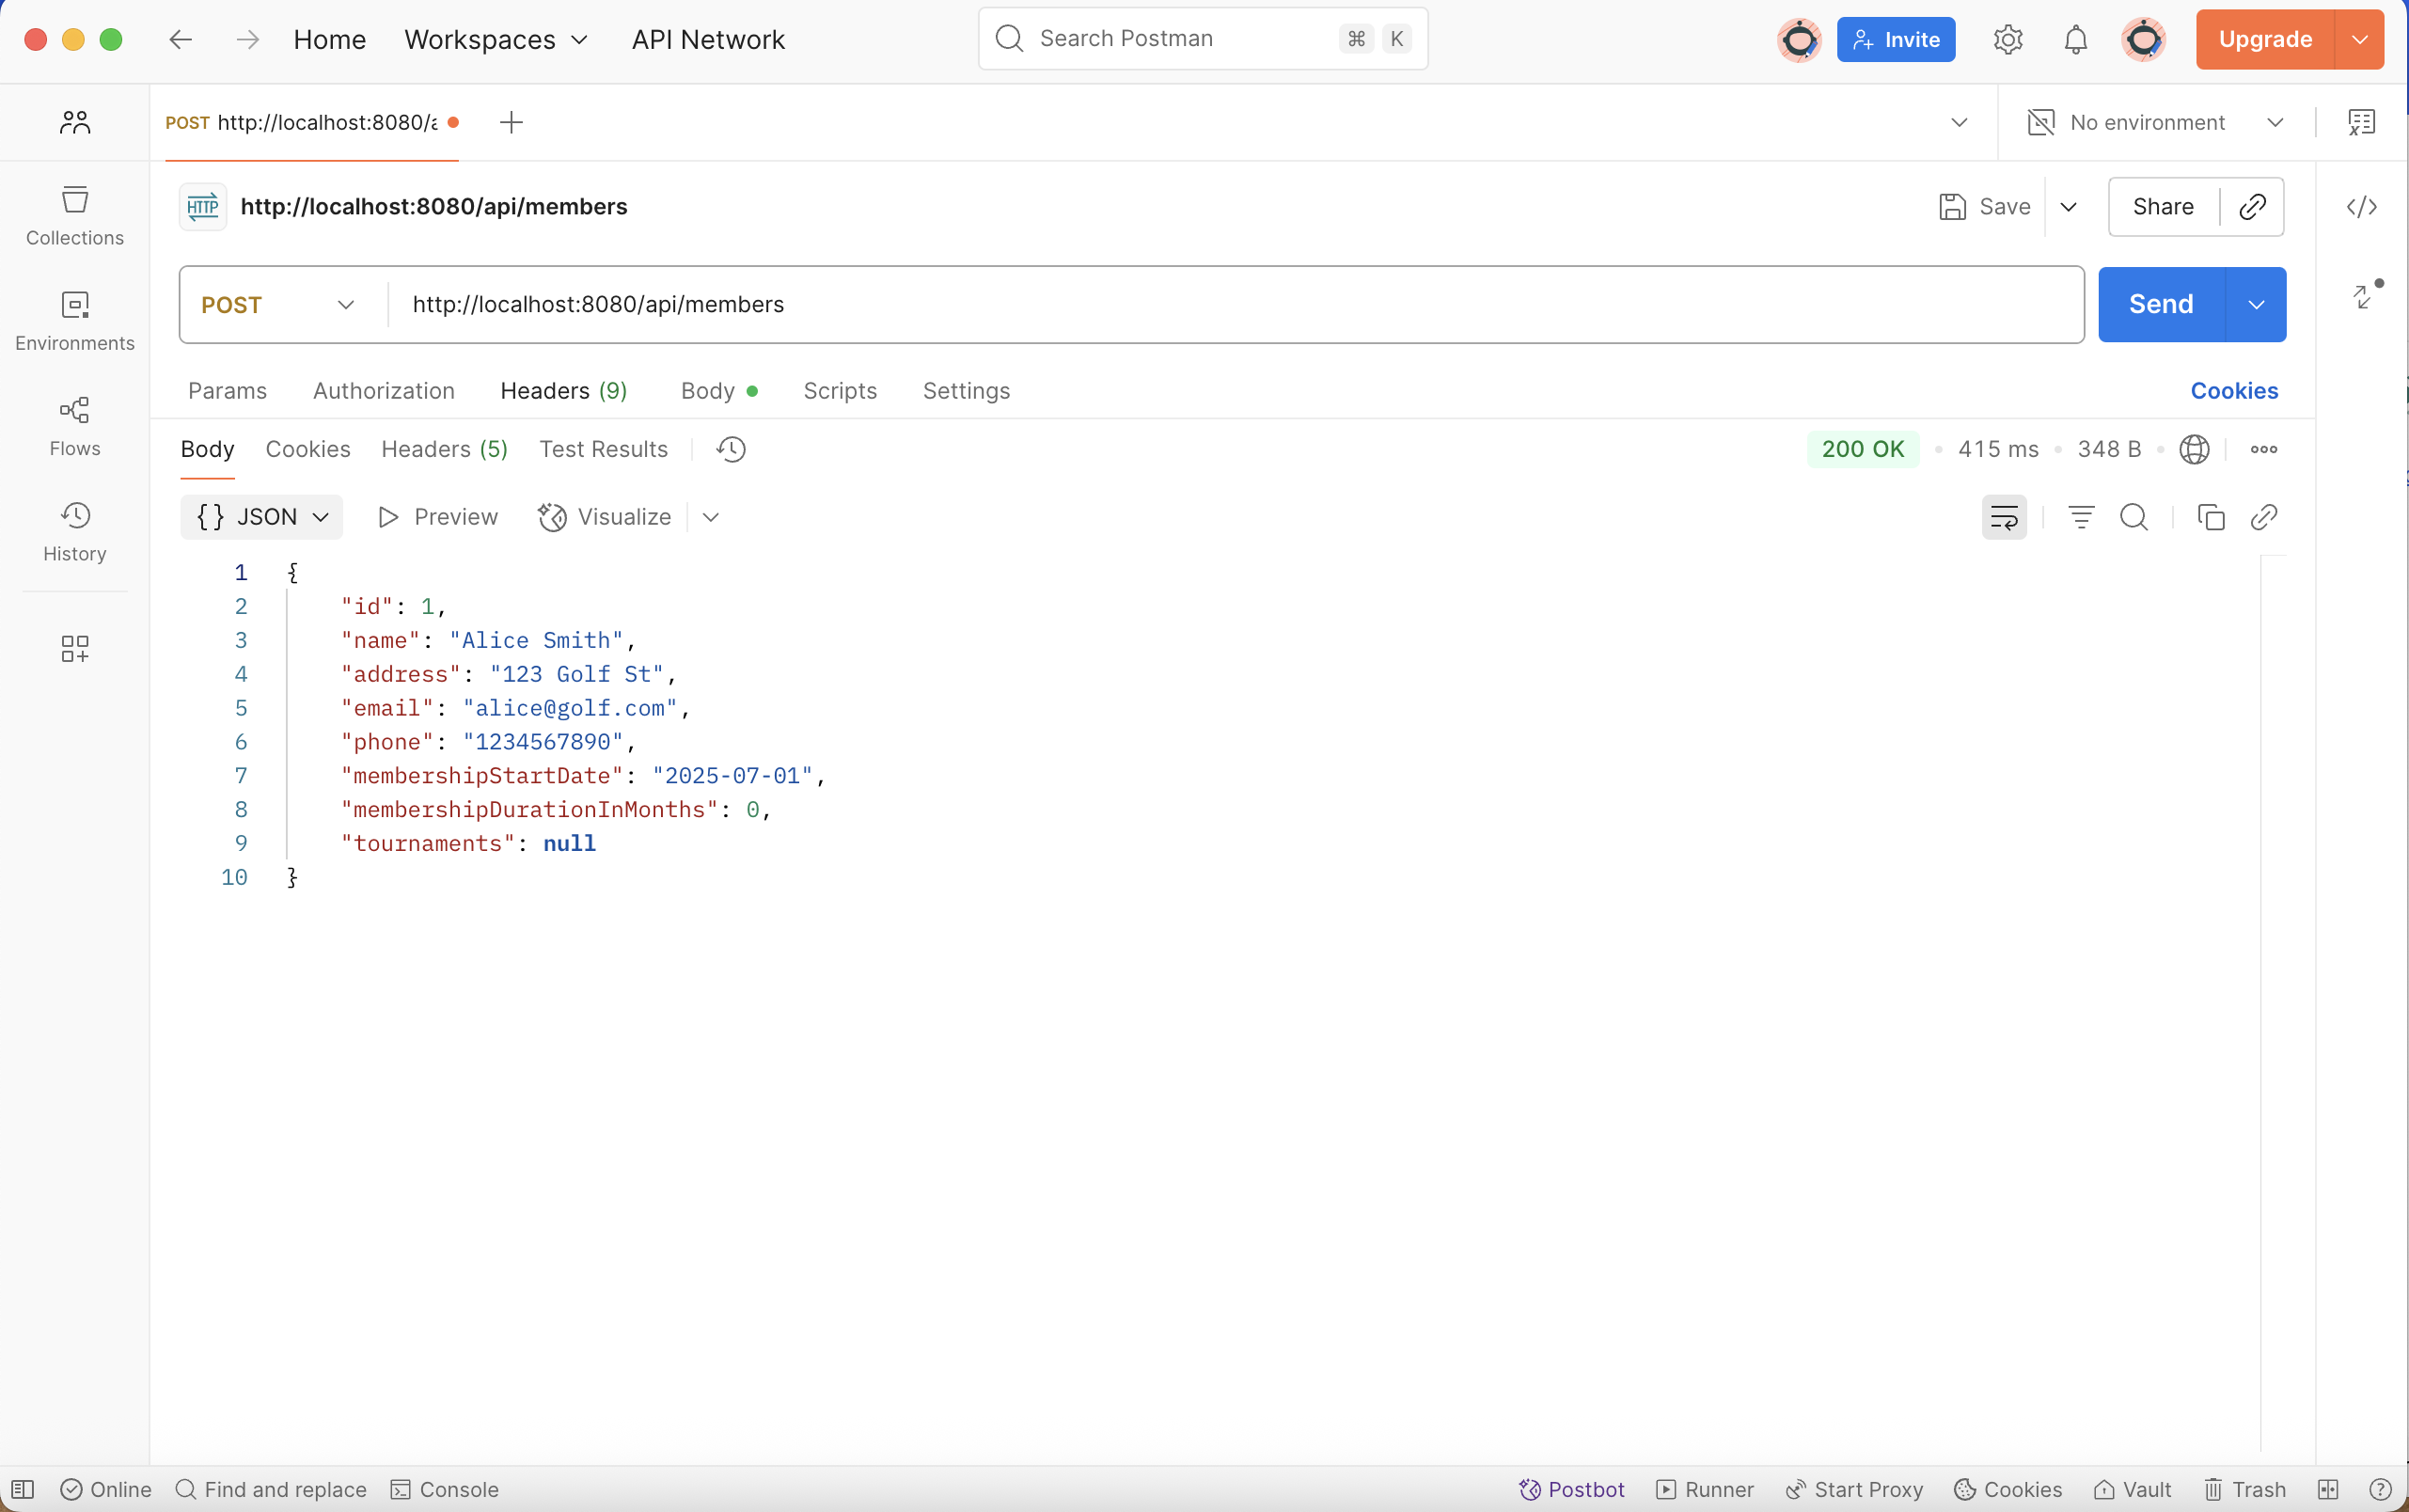 Home Workspaces API Network Search Postman ⌘ K Invite Upgrade
POST http://localhost:8080/a No environment
HTTP http://localhost:8080/api/members Save Share
POST http://localhost:8080/api/members Send
Params Authorization Headers (9) Body Scripts Settings Cookies
Body Cookies Headers (5) Test Results 200 OK 415 ms 348 B
{} JSON Preview Visualize
Collections
Environments
Flows
History
1 {
2 "id": 1,
3 "name": "Alice Smith",
4 "address": "123 Golf St",
5 "email": "alice@golf.com",
6 "phone": "1234567890",
7 "membershipStartDate": "2025-07-01",
8 "membershipDurationInMonths": 0,
9 "tournaments": null
10 }
Online Find and replace Console Postbot Runner Start Proxy Cookies Vault Trash